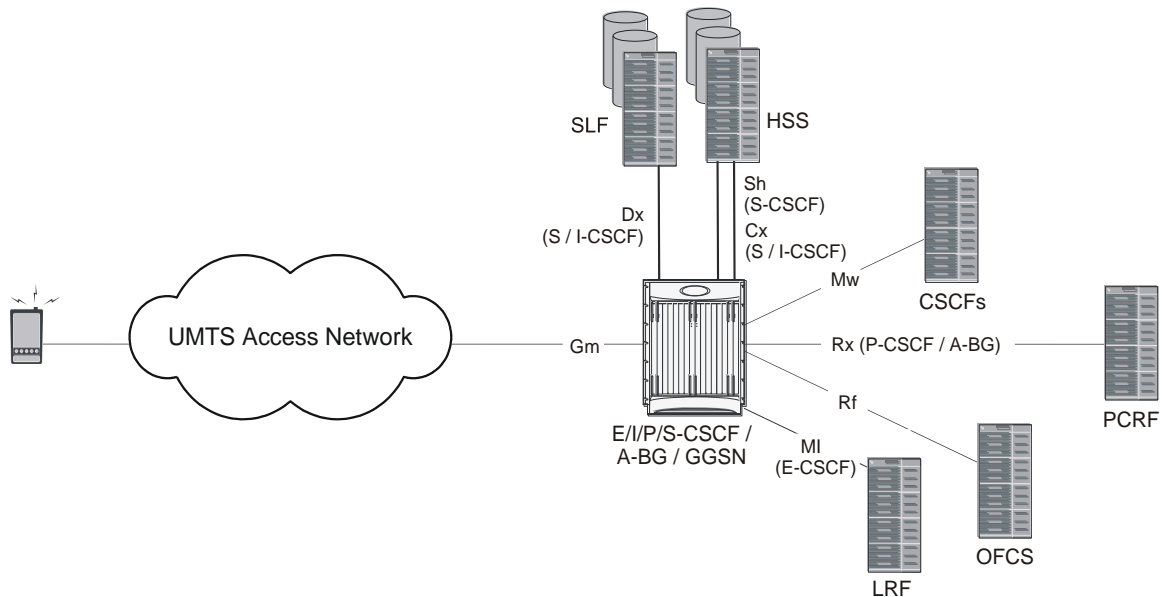 SLF
HSS
Sh
(S-CSCF)
Dx
(S / I-CSCF)
Cx
(S / I-CSCF)
Mw
CSCFs
UMTS Access Network
Gm
Rx (P-CSCF / A-BG)
Rf
PCRF
E/I/P/S-CSCF /
A-BG / GGSN
MI
(E-CSCF)
OFCS
LRF